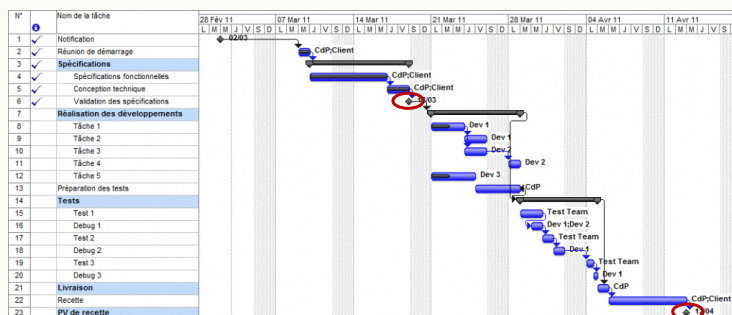 N° Nom de la tâche 28 Fév 11 07 Mar 11 14 Mar 11 21 Mar 11 28 Mar 11 04 Avr 11 11 Avr 11
L M M J V S D L M M J V S D L M M J V S D L M M J V S D L M M J V S D L M M J V S D L M M J V S
1 Notification 02/03
2 Réunion de démarrage CdP;Client
3 Spécifications
4 Spécifications fonctionnelles CdP;Client
5 Conception technique CdP;Client
6 Validation des spécifications /03
7 Réalisation des développements
8 Tâche 1 Dev 1
9 Tâche 2 Dev 1
10 Tâche 3 Dev 2
11 Tâche 4 Dev 2
12 Tâche 5 Dev 3
13 Préparation des tests CdP
14 Tests
15 Test 1 Test Team
16 Debug 1 Dev 1;Dev 2
17 Test 2 Test Team
18 Debug 2 Dev 1
19 Test 3 Test Team
20 Debug 3 Dev 1
21 Livraison CdP
22 Recette CdP;Client
23 PV de recette /04